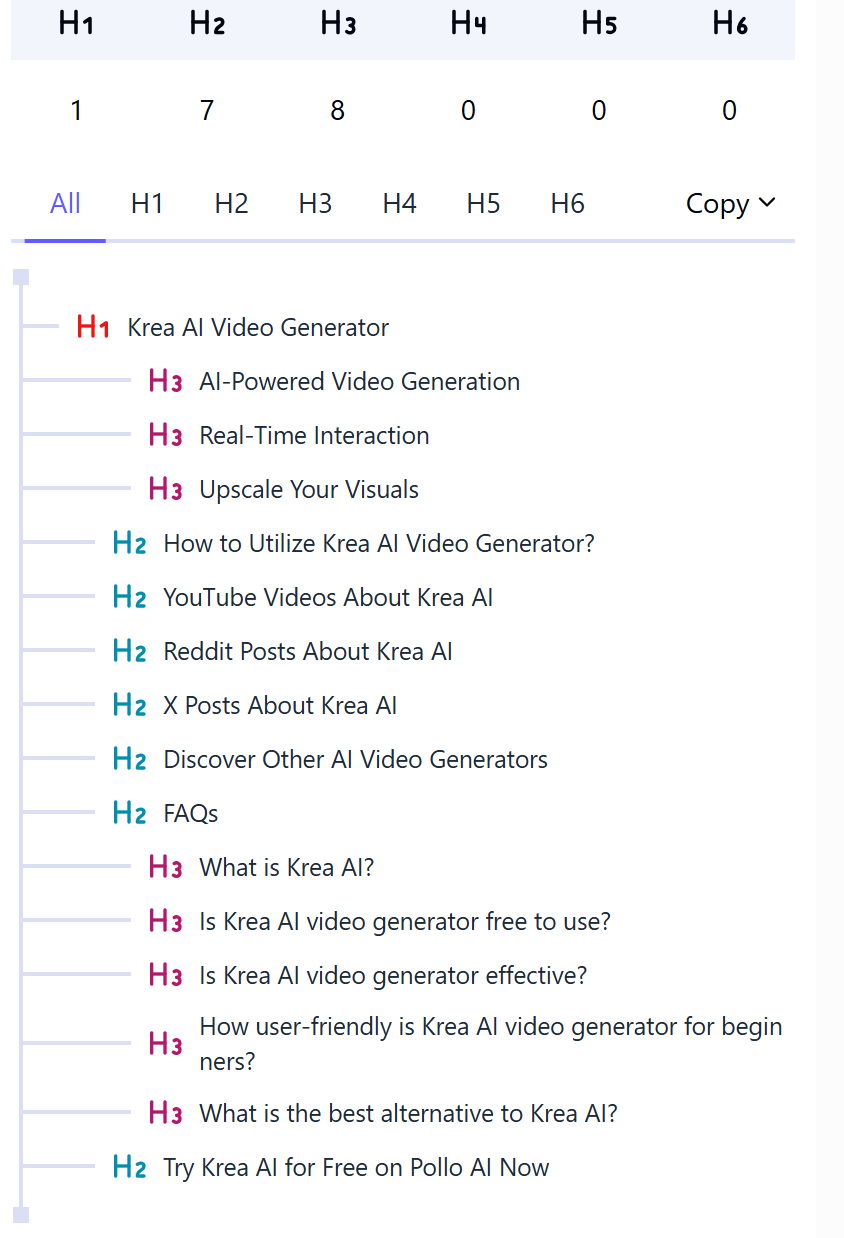 H1 H2 H3 H4 H5 H6
1 7 8 0 0 0
All H1 H2 H3 H4 H5 H6 Copy
H1 Krea AI Video Generator
H3 AI-Powered Video Generation
H3 Real-Time Interaction
H3 Upscale Your Visuals
H2 How to Utilize Krea AI Video Generator?
H2 YouTube Videos About Krea AI
H2 Reddit Posts About Krea AI
H2 X Posts About Krea AI
H2 Discover Other AI Video Generators
H2 FAQs
H3 What is Krea AI?
H3 Is Krea AI video generator free to use?
H3 Is Krea AI video generator effective?
H3 How user-friendly is Krea AI video generator for begin
ners?
H3 What is the best alternative to Krea AI?
H2 Try Krea AI for Free on Pollo AI Now